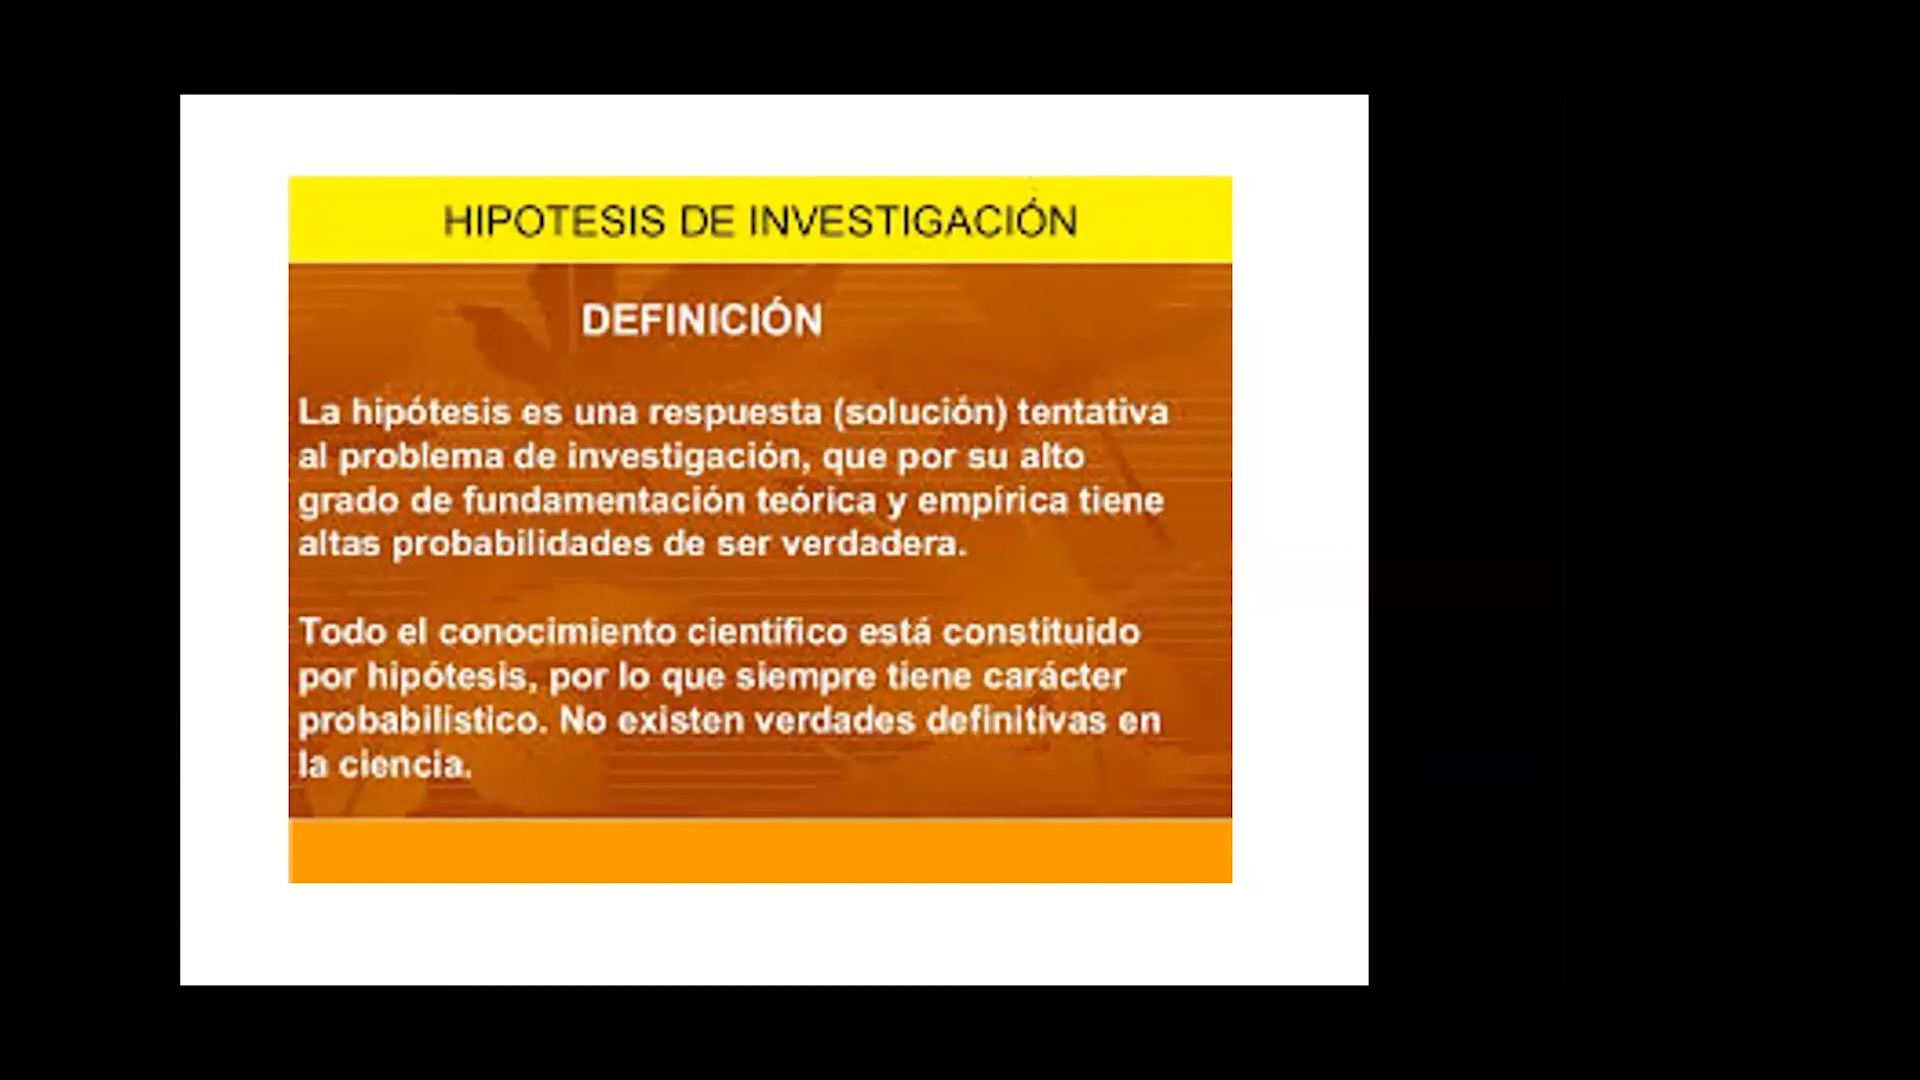 HIPOTESIS DE INVESTIGACIÓN
DEFINICIÓN
La hipótesis es una respuesta (solución) tentativa
al problema de investigación, que por su alto
grado de fundamentación teórica y empírica tiene
altas probabilidades de ser verdadera.
Todo el conocimiento científico está constituido
por hipótesis, por lo que siempre tiene carácter
probabilístico. No existen verdades definitivas en
la ciencia.